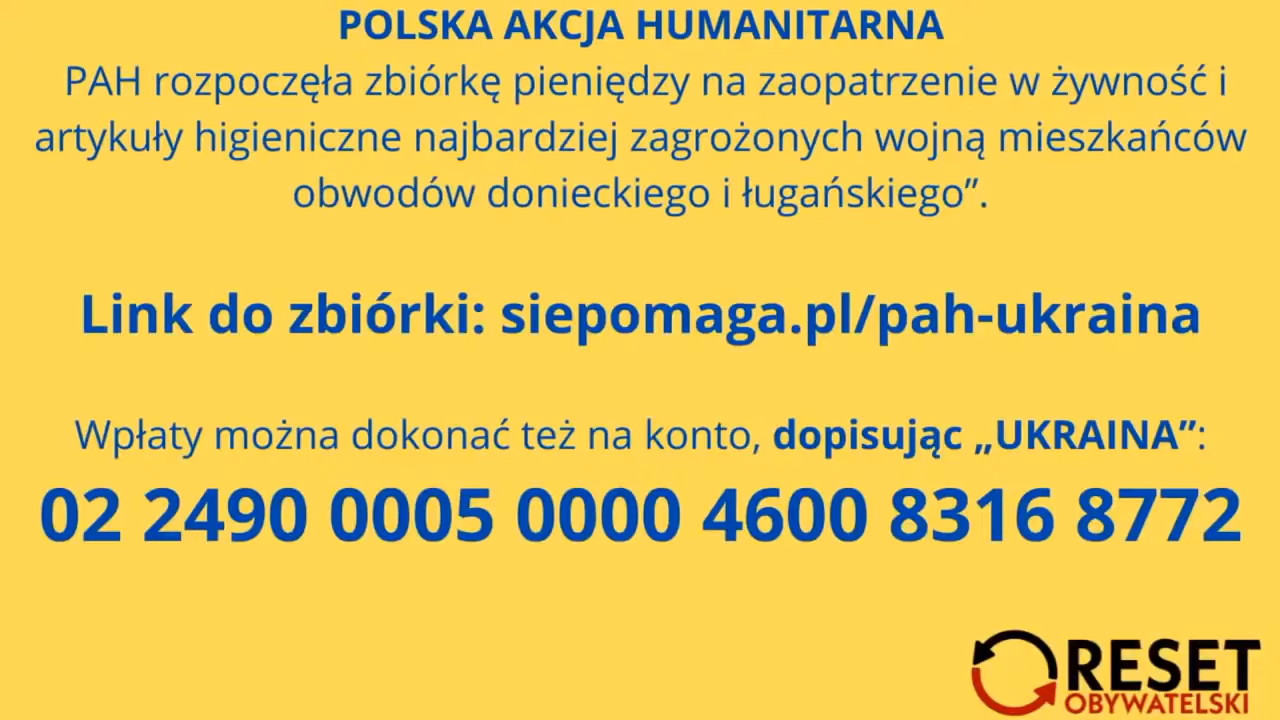 POLSKA AKCJA HUMANITARNA
PAH rozpoczęła zbiórkę pieniędzy na zaopatrzenie w żywność i
artykuły higieniczne najbardziej zagrożonych wojną mieszkańców
obwodów donieckiego i ługańskiego”.
Link do zbiórki: siepomaga.pl/pah-ukraina
Wpłaty można dokonać też na konto, dopisując „UKRAINA”:
02 2490 0005 0000 4600 8316 8772
RESET
OBYWATELSKI